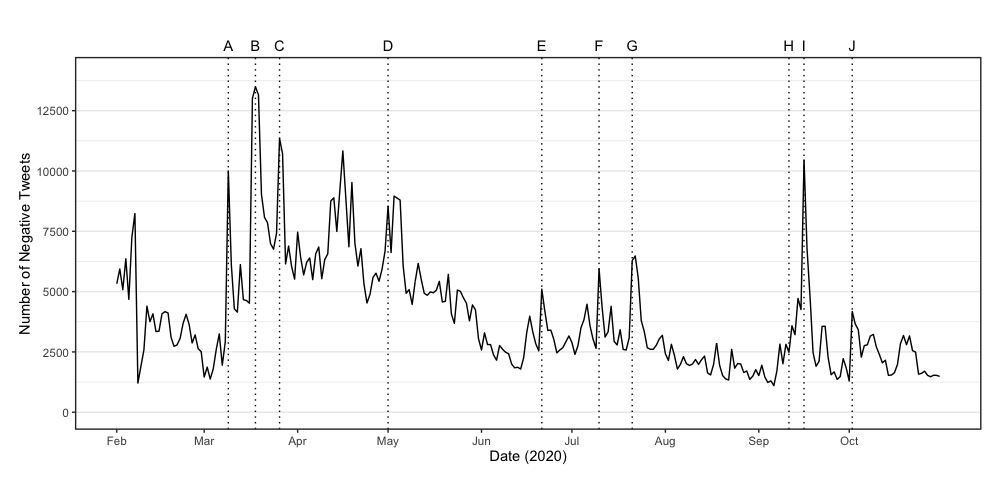 A B C D E F G H I J
12500
10000
7500
5000
2500
0
Number of Negative Tweets
Feb Mar Apr May Jun Jul Aug Sep Oct
Date (2020)